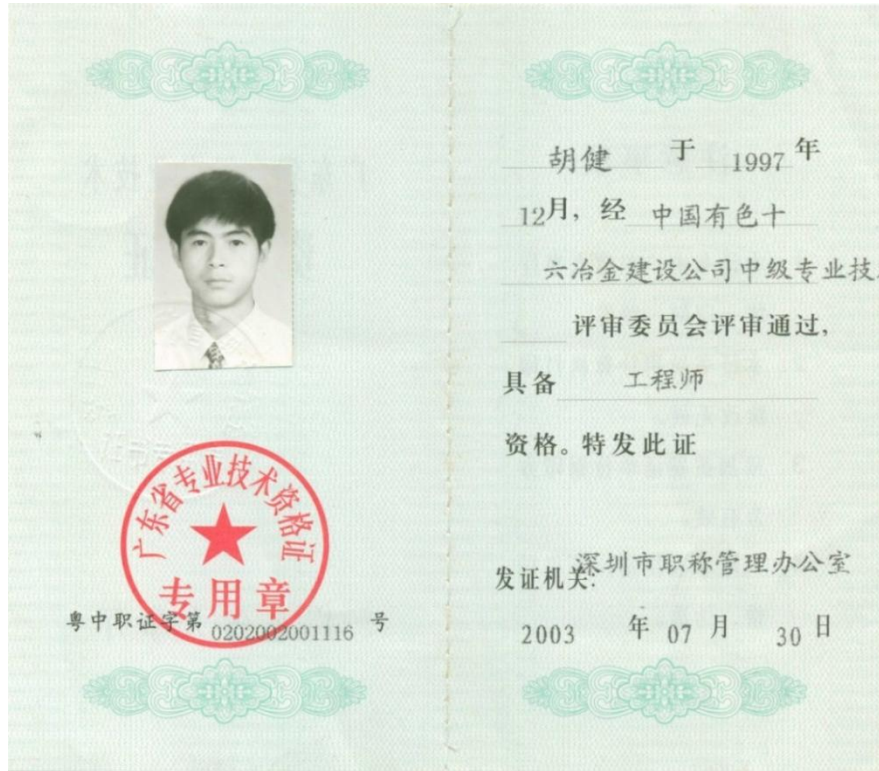 广东省专业技术资格证
专用章
粤中职证字第 0202002001116 号
胡健 于 1997 年
12月，经 中国有色十
六冶金建设公司中级专业技
评审委员会评审通过，
具备 工程师
资格。特发此证
发证机关：深圳市职称管理办公室
2003 年 07 月 30 日